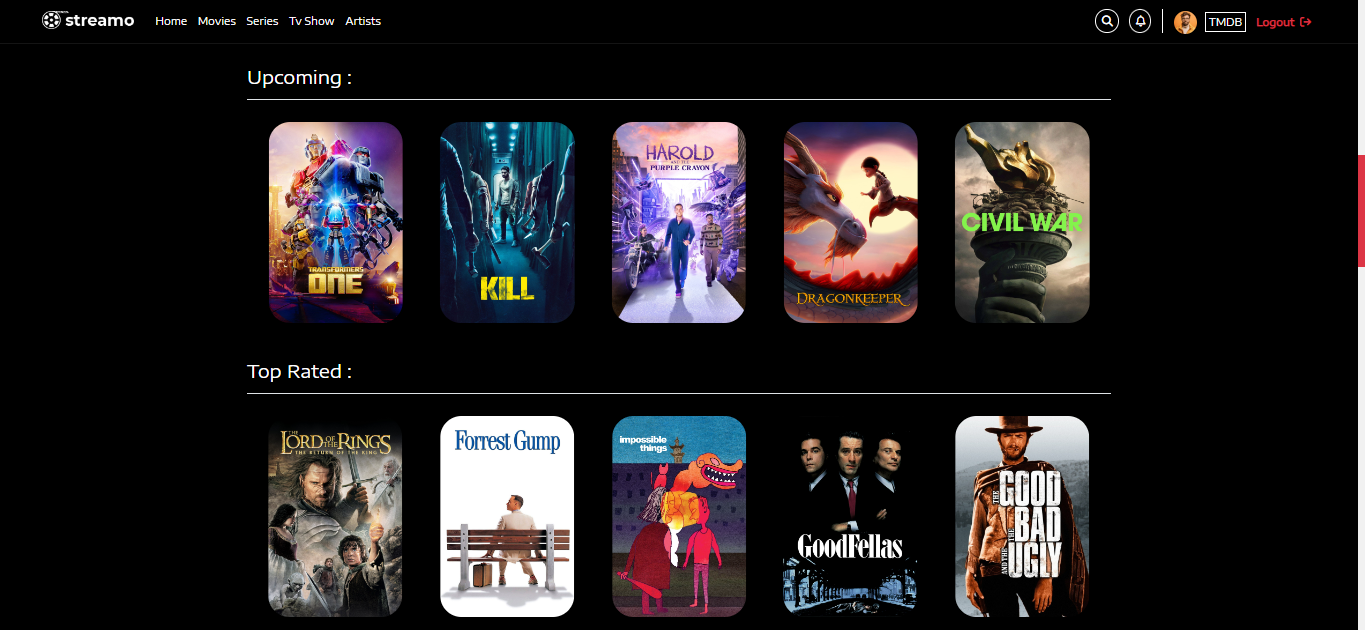 streamo
Home Movies Series Tv Show Artists
TMDB
Logout
Upcoming :
TRANSFORMERS
ONE
KILL
HAROLD
AND THE
PURPLE CRAYON
DRAGONKEEPER
CIVIL WAR
Top Rated :
THE
LORD OF THE RINGS
THE RETURN OF THE KING
Forrest Gump
impossible
things
GoodFellas
THE
GOOD
THE
BAD
AND THE
UGLY